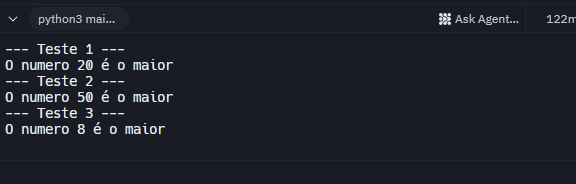 python3 mai...
Ask Agent...
--- Teste 1 ---
O numero 20 é o maior
--- Teste 2 ---
O numero 50 é o maior
--- Teste 3 ---
O numero 8 é o maior